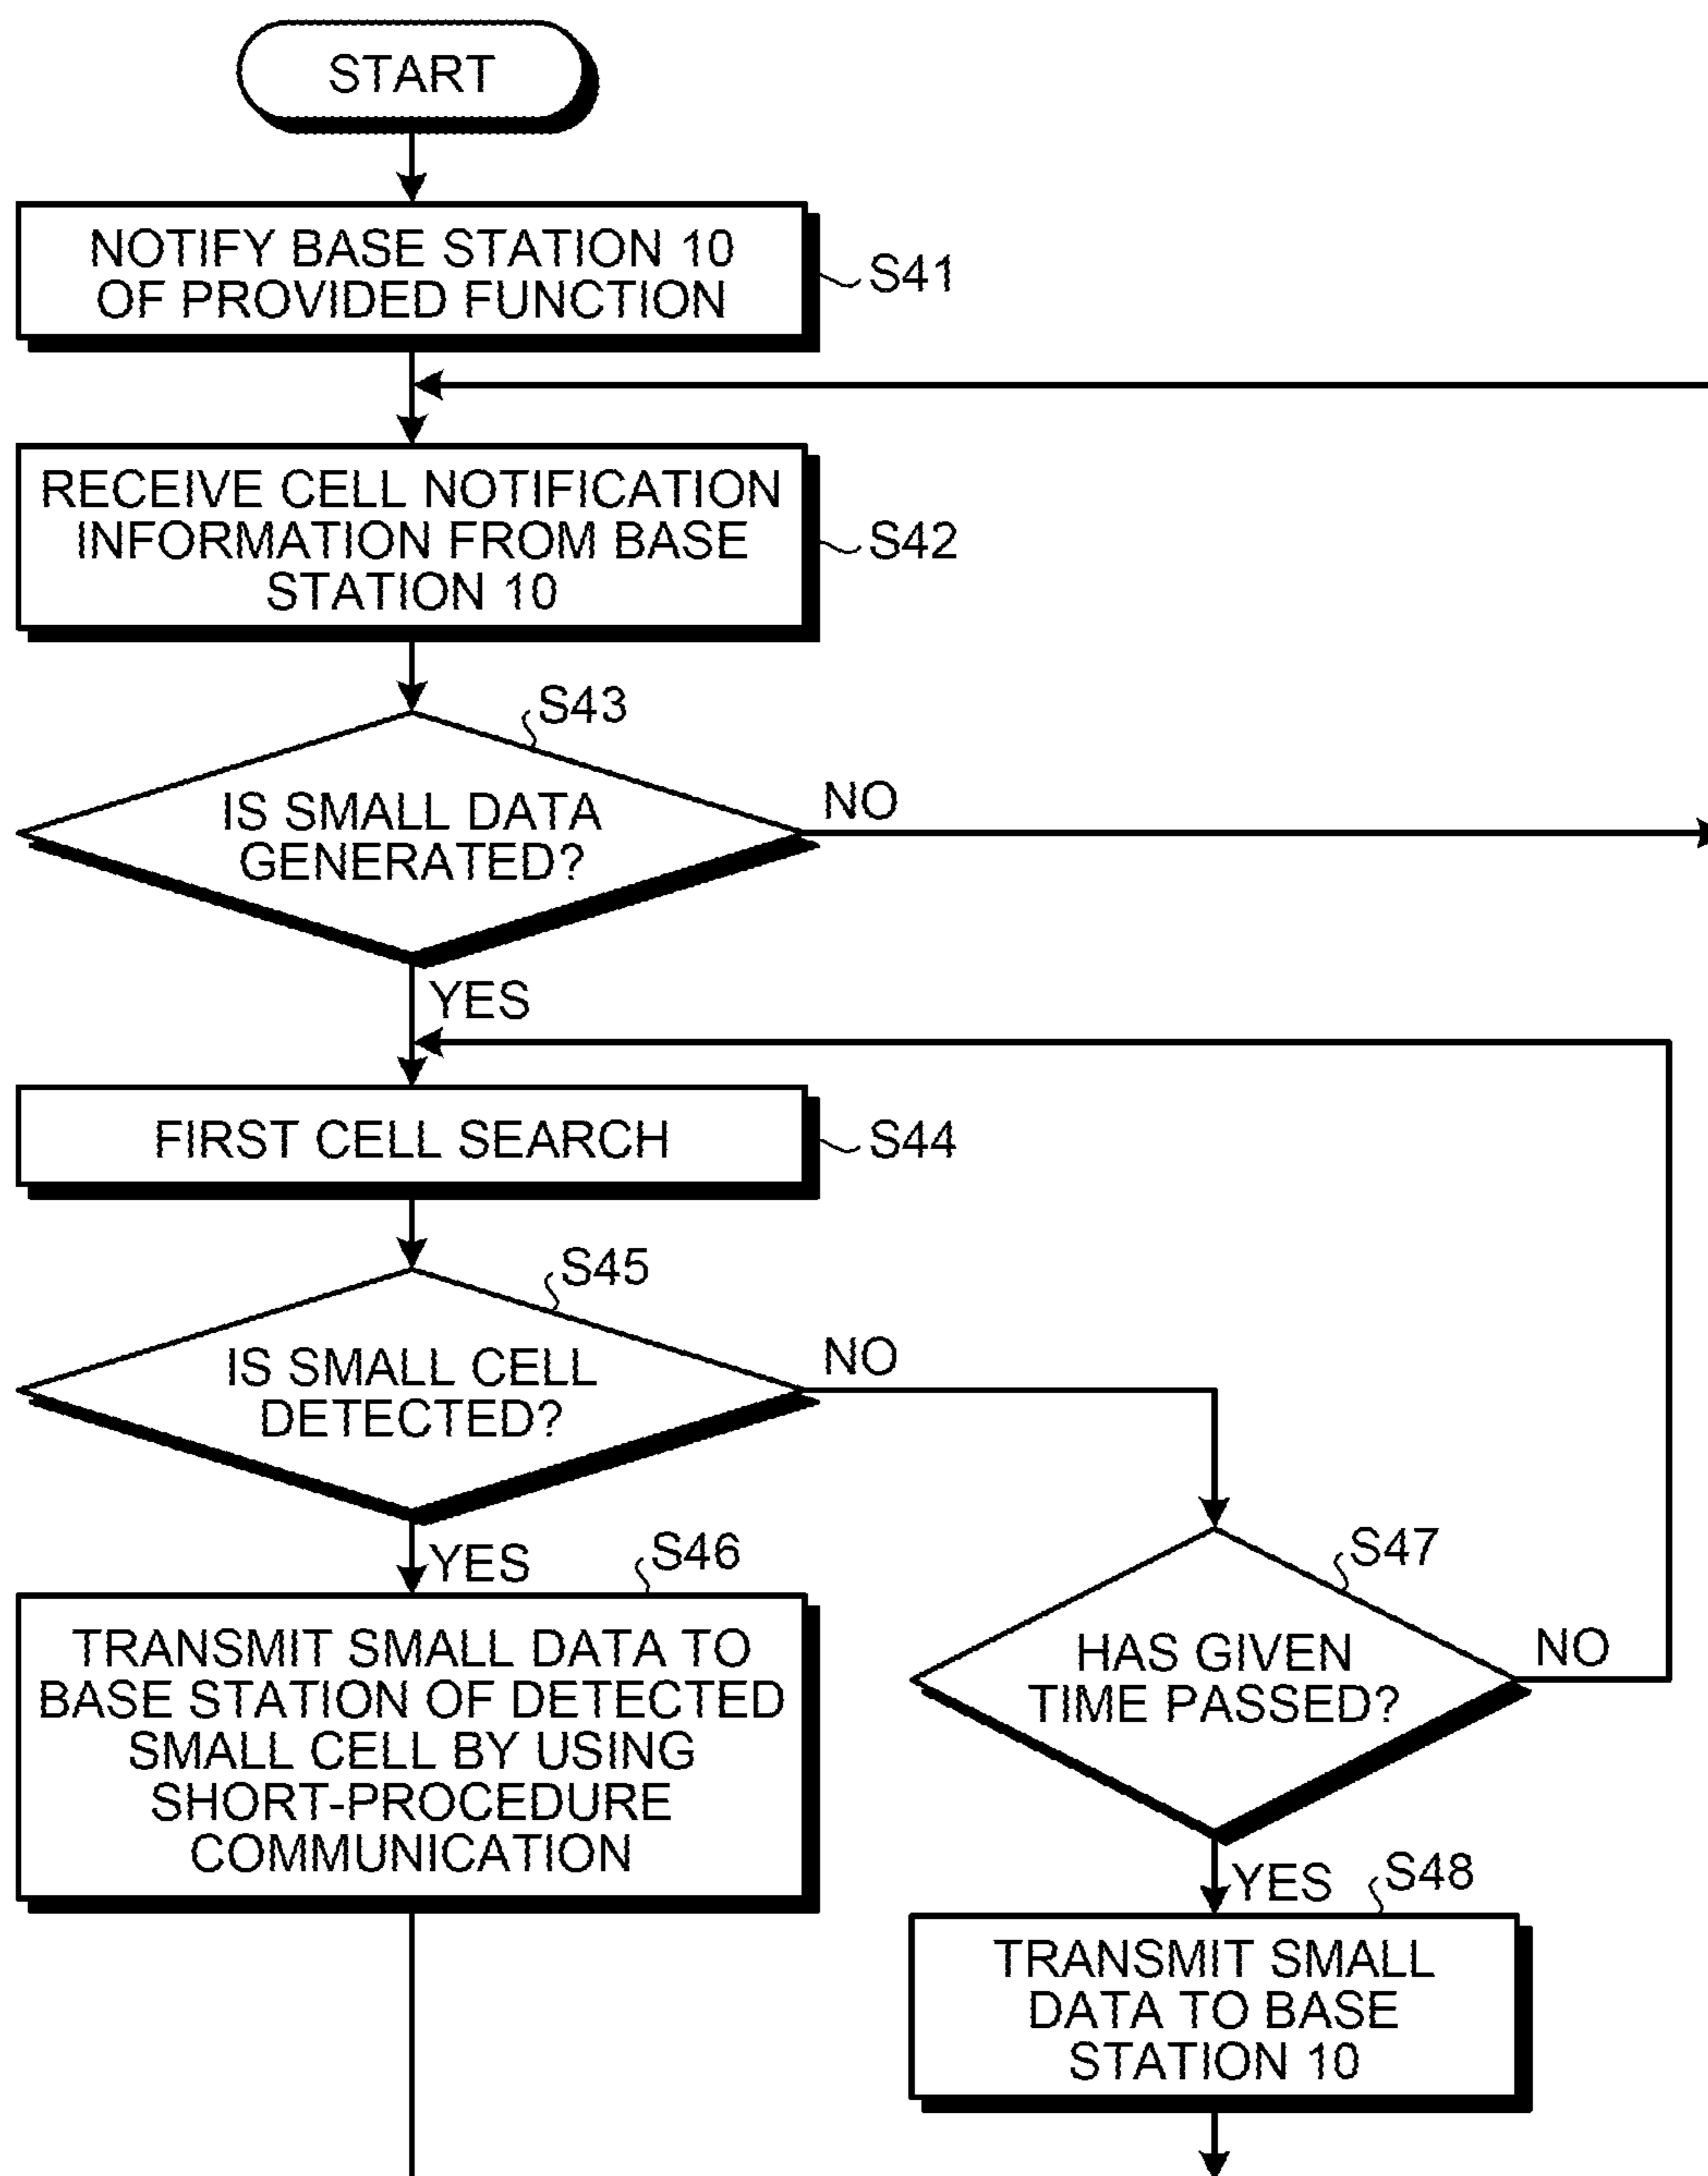 START
NOTIFY BASE STATION 10
OF PROVIDED FUNCTION
S41
RECEIVE CELL NOTIFICATION
INFORMATION FROM BASE
STATION 10
S42
S43
IS SMALL DATA
GENERATED?
NO
YES
FIRST CELL SEARCH
S44
S45
IS SMALL CELL
DETECTED?
NO
YES
S46
TRANSMIT SMALL DATA TO
BASE STATION OF DETECTED
SMALL CELL BY USING
SHORT-PROCEDURE
COMMUNICATION
S47
HAS GIVEN
TIME PASSED?
NO
YES
S48
TRANSMIT SMALL
DATA TO BASE
STATION 10